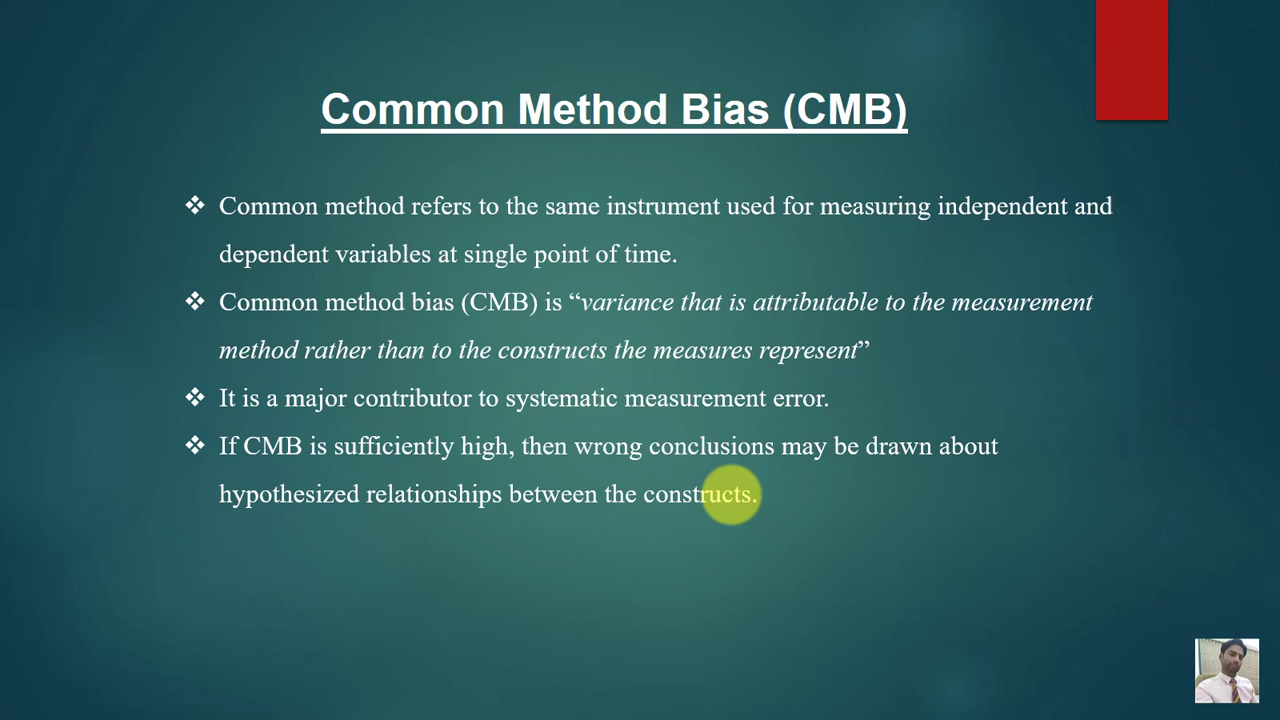 Common Method Bias (CMB)
❖ Common method refers to the same instrument used for measuring independent and
dependent variables at single point of time.
❖ Common method bias (CMB) is “variance that is attributable to the measurement
method rather than to the constructs the measures represent”
❖ It is a major contributor to systematic measurement error.
❖ If CMB is sufficiently high, then wrong conclusions may be drawn about
hypothesized relationships between the constructs.